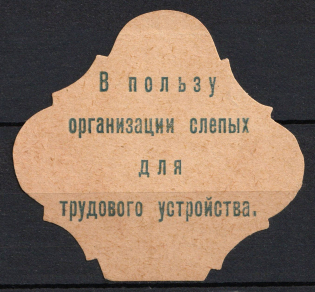 В пользу
организации слепых
для
трудового устройства.